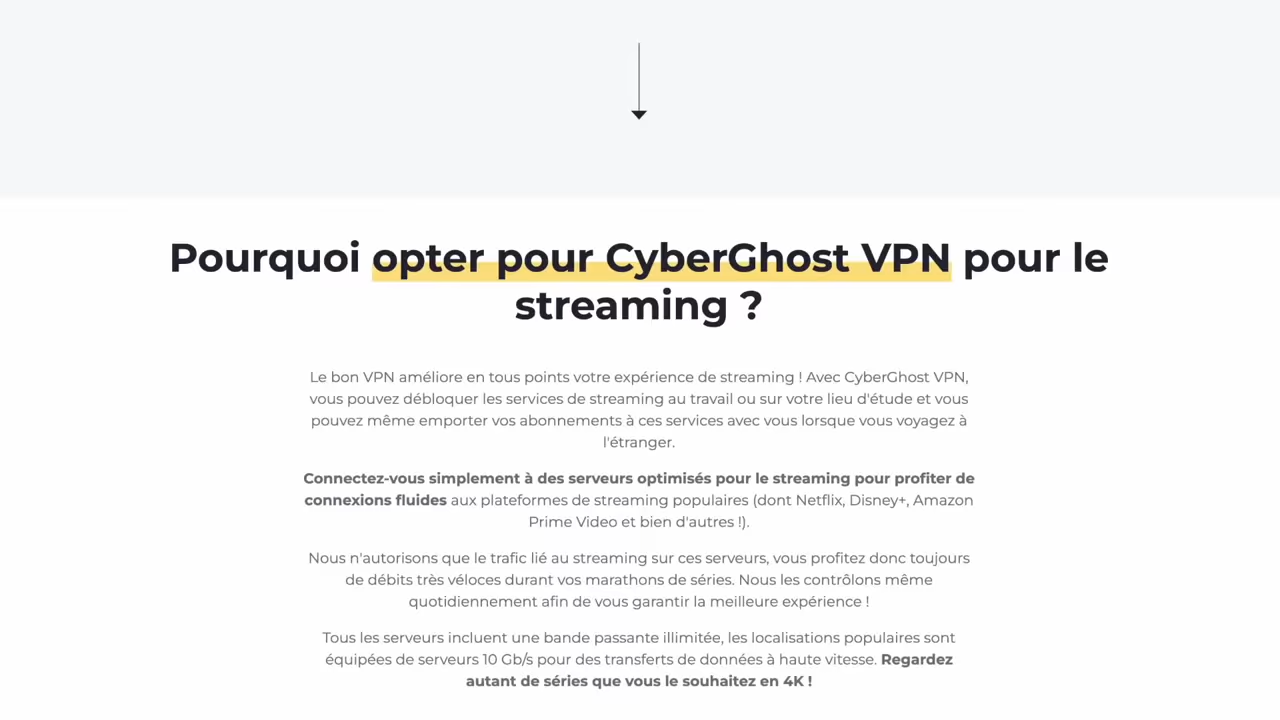 Pourquoi opter pour CyberGhost VPN pour le
streaming ?
Le bon VPN améliore en tous points votre expérience de streaming ! Avec CyberGhost VPN,
vous pouvez débloquer les services de streaming au travail ou sur votre lieu d'étude et vous
pouvez même emporter vos abonnements à ces services avec vous lorsque vous voyagez à
l'étranger.
Connectez-vous simplement à des serveurs optimisés pour le streaming pour profiter de
connexions fluides aux plateformes de streaming populaires (dont Netflix, Disney+, Amazon
Prime Video et bien d'autres !).
Nous n'autorisons que le trafic lié au streaming sur ces serveurs, vous profitez donc toujours
de débits très véloces durant vos marathons de séries. Nous les contrôlons même
quotidiennement afin de vous garantir la meilleure expérience !
Tous les serveurs incluent une bande passante illimitée, les localisations populaires sont
équipées de serveurs 10 Gb/s pour des transferts de données à haute vitesse. Regardez
autant de séries que vous le souhaitez en 4K !